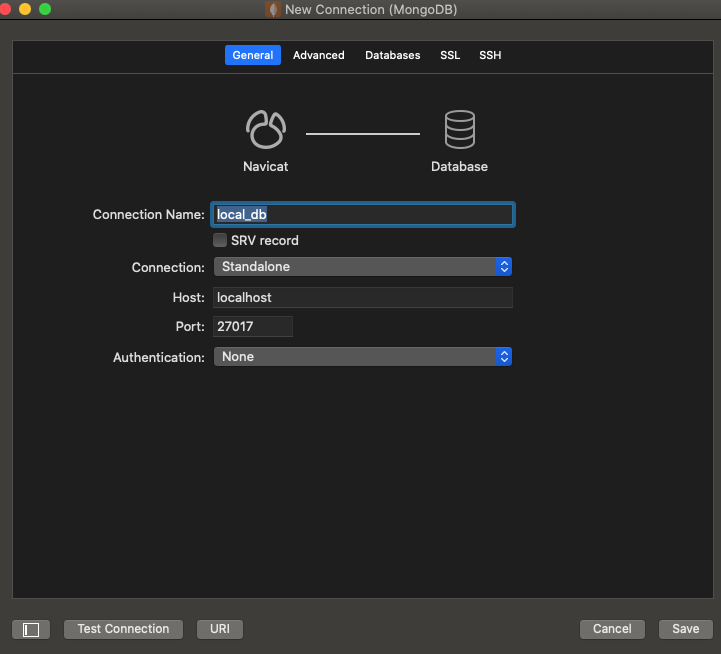 New Connection (MongoDB)
General Advanced Databases SSL SSH
Navicat Database
Connection Name: local_db
SRV record
Connection: Standalone
Host: localhost
Port: 27017
Authentication: None
Test Connection URI Cancel Save